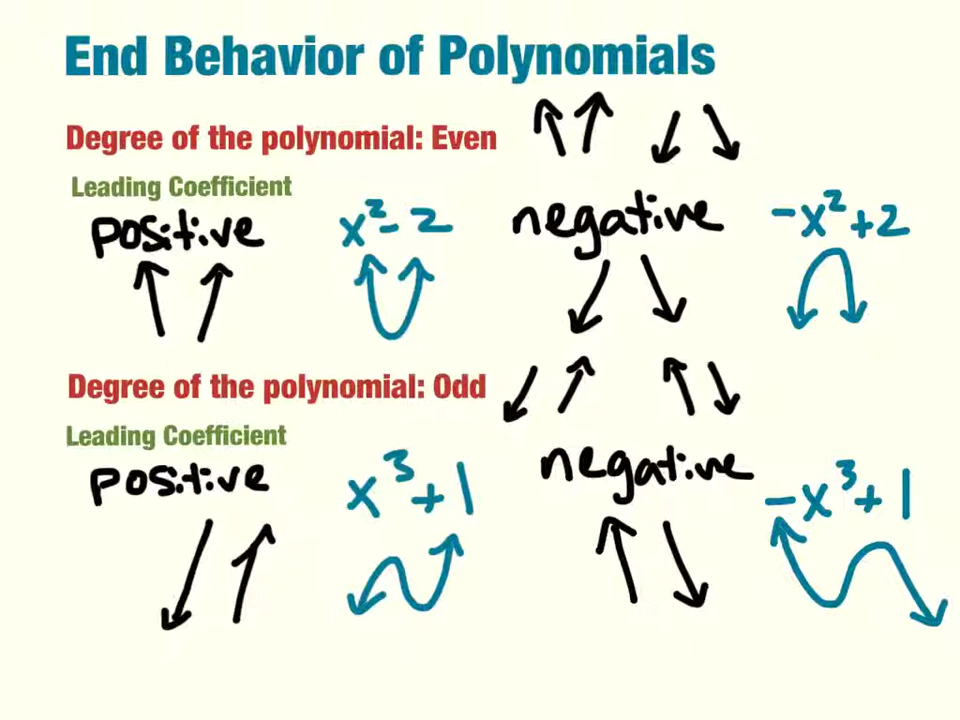 End Behavior of Polynomials
Degree of the polynomial: Even
Leading Coefficient
positive x²-2 negative -x²+2
Degree of the polynomial: Odd
Leading Coefficient
positive x³+1 negative -x³+1